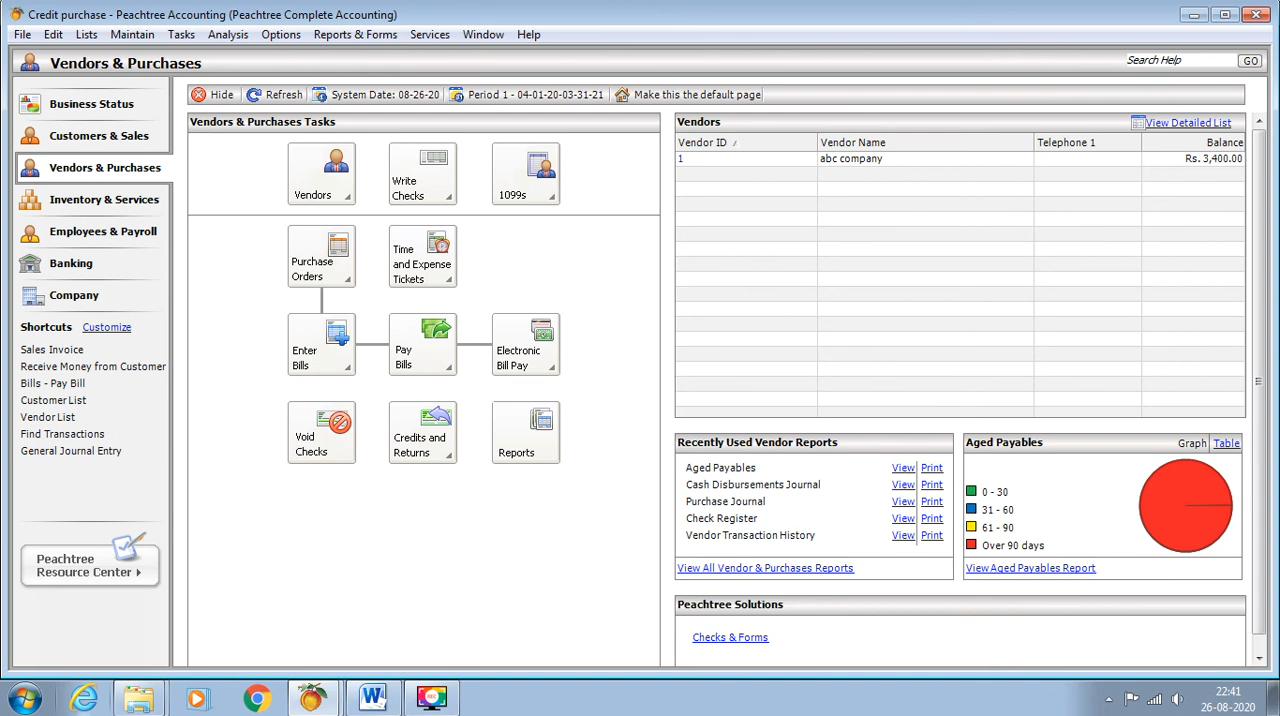 Credit purchase - Peachtree Accounting (Peachtree Complete Accounting)
File Edit Lists Maintain Tasks Analysis Options Reports & Forms Services Window Help
Vendors & Purchases
Search Help
GO
Business Status
Customers & Sales
Vendors & Purchases
Inventory & Services
Employees & Payroll
Banking
Company
Shortcuts Customize
Sales Invoice
Receive Money from Customer
Bills - Pay Bill
Customer List
Vendor List
Find Transactions
General Journal Entry
Peachtree
Resource Center
Hide Refresh System Date: 08-26-20 Period 1 - 04-01-20-03-31-21 Make this the default page
Vendors & Purchases Tasks
Vendors
Write
Checks
1099s
Purchase
Orders
Time
and Expense
Tickets
Enter
Bills
Pay
Bills
Electronic
Bill Pay
Void
Checks
Credits and
Returns
Reports
Vendors
View Detailed List
Vendor ID Vendor Name Telephone 1 Balance
1 abc company Rs. 3,400.00
Recently Used Vendor Reports
Aged Payables View Print
Cash Disbursements Journal View Print
Purchase Journal View Print
Check Register View Print
Vendor Transaction History View Print
View All Vendor & Purchases Reports
Aged Payables Graph Table
0 - 30
31 - 60
61 - 90
Over 90 days
View Aged Payables Report
Peachtree Solutions
Checks & Forms
REC
22:41
26-08-2020